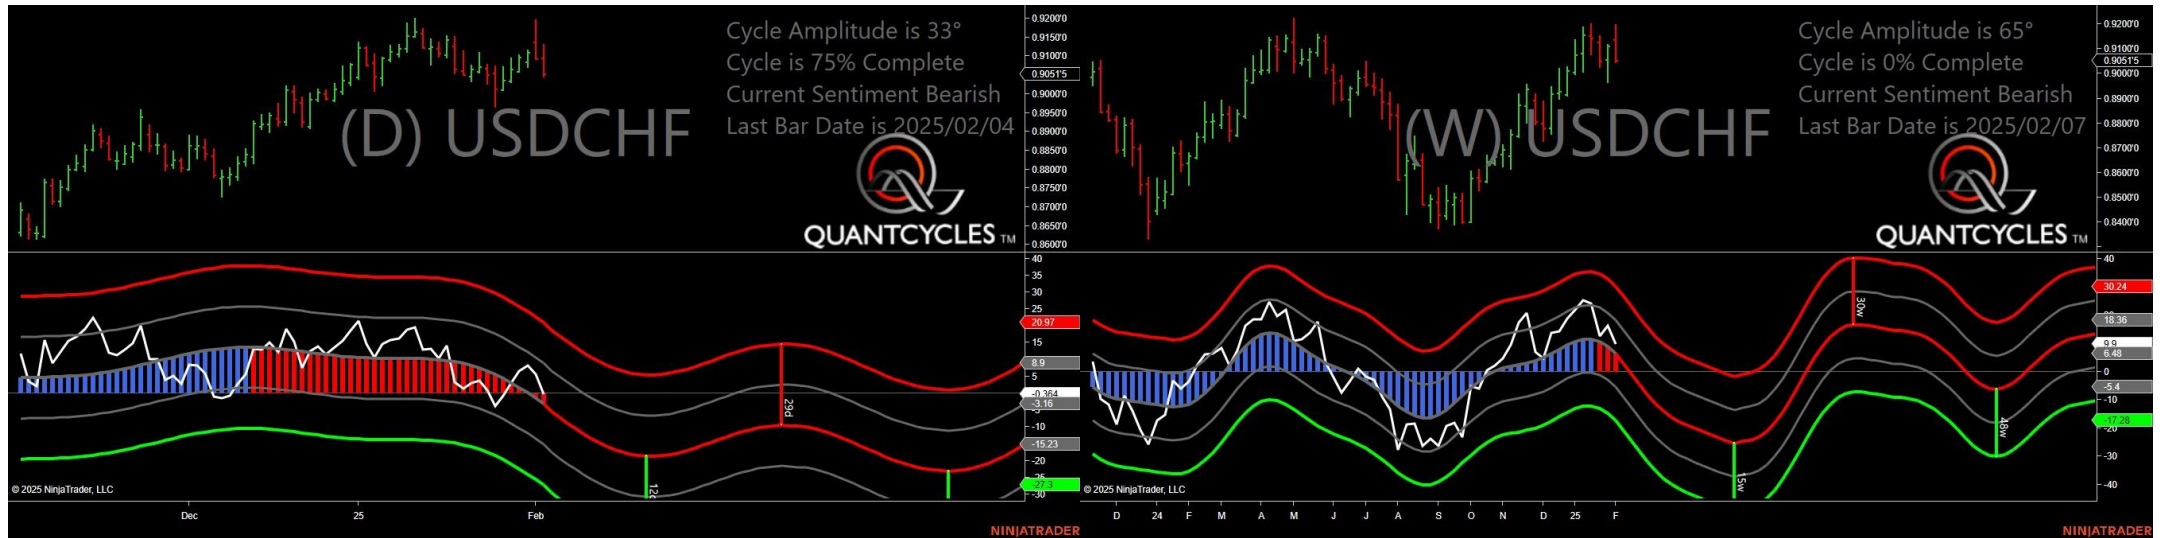 Cycle Amplitude is 33°
Cycle is 75% Complete
Current Sentiment Bearish
Last Bar Date is 2025/02/04
(D) USDCHF
QUANTCYCLES TM
0.9200'0
0.9150'0
0.9100'0
0.9051'5
0.9000'0
0.8950'0
0.8900'0
0.8850'0
0.8800'0
0.8750'0
0.8700'0
0.8650'0
0.8600'0
40
35
30
25
20.97
15
8.9
5
-0.364
-3.16
-10
-15.23
-20
-27.3
-30
29d
© 2025 NinjaTrader, LLC
Dec
25
Feb
NINJATRADER
Cycle Amplitude is 65°
Cycle is 0% Complete
Current Sentiment Bearish
Last Bar Date is 2025/02/07
(W) USDCHF
QUANTCYCLES TM
0.9200'0
0.9100'0
0.9051'5
0.9000'0
0.8900'0
0.8800'0
0.8700'0
0.8600'0
0.8500'0
0.8400'0
40
30.24
18.36
9.9
6.48
0
-5.4
-10
-17.28
-20
-30
-40
30w
15w
48w
© 2025 NinjaTrader, LLC
D
24
F
M
A
M
J
J
A
S
O
N
D
25
F
NINJATRADER